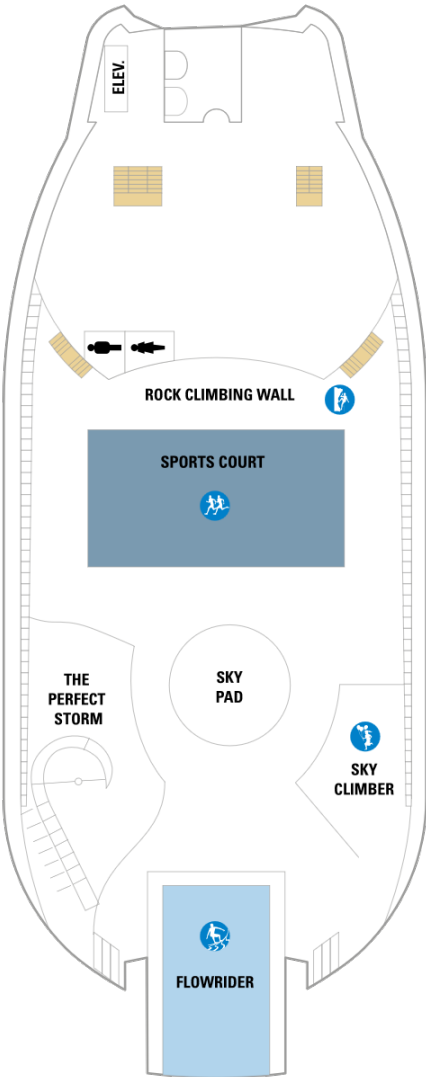 ELEV.
ROCK CLIMBING WALL
SPORTS COURT
THE
PERFECT
STORM
SKY
PAD
SKY
CLIMBER
FLOWRIDER